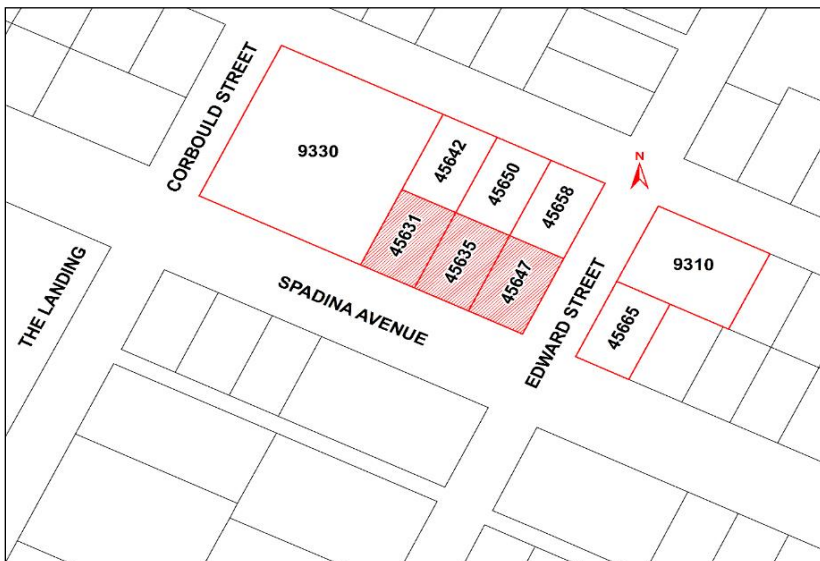 CORBOULD STREET
9330
45642
45650
45658
N
45631
45635
45647
9310
45665
THE LANDING
SPADINA AVENUE
EDWARD STREET